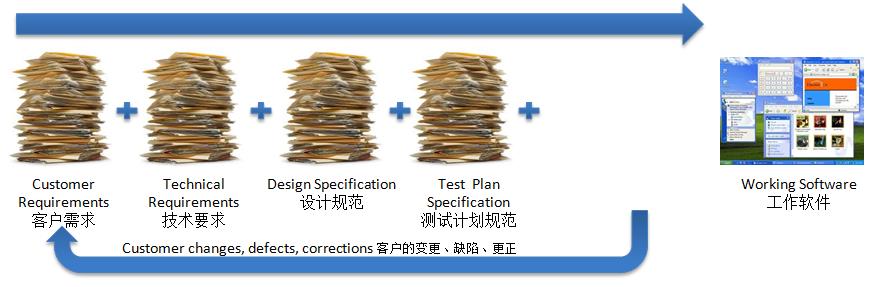 Customer
Requirements
客户需求
Technical
Requirements
技术要求
Design Specification
设计规范
Test Plan
Specification
测试计划规范
Working Software
工作软件
Customer changes, defects, corrections 客户的变更、缺陷、更正